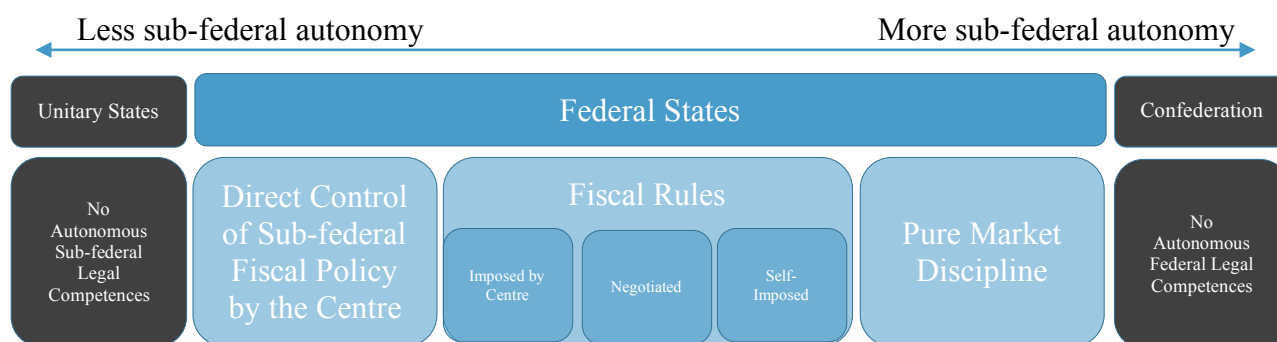 Less sub-federal autonomy
More sub-federal autonomy
Unitary States
Federal States
Confederation
No
Autonomous
Sub-federal
Legal
Competences
Direct Control
of Sub-federal
Fiscal Policy
by the Centre
Fiscal Rules
Imposed by
Centre
Negotiated
Self-
Imposed
Pure Market
Discipline
No
Autonomous
Federal Legal
Competences